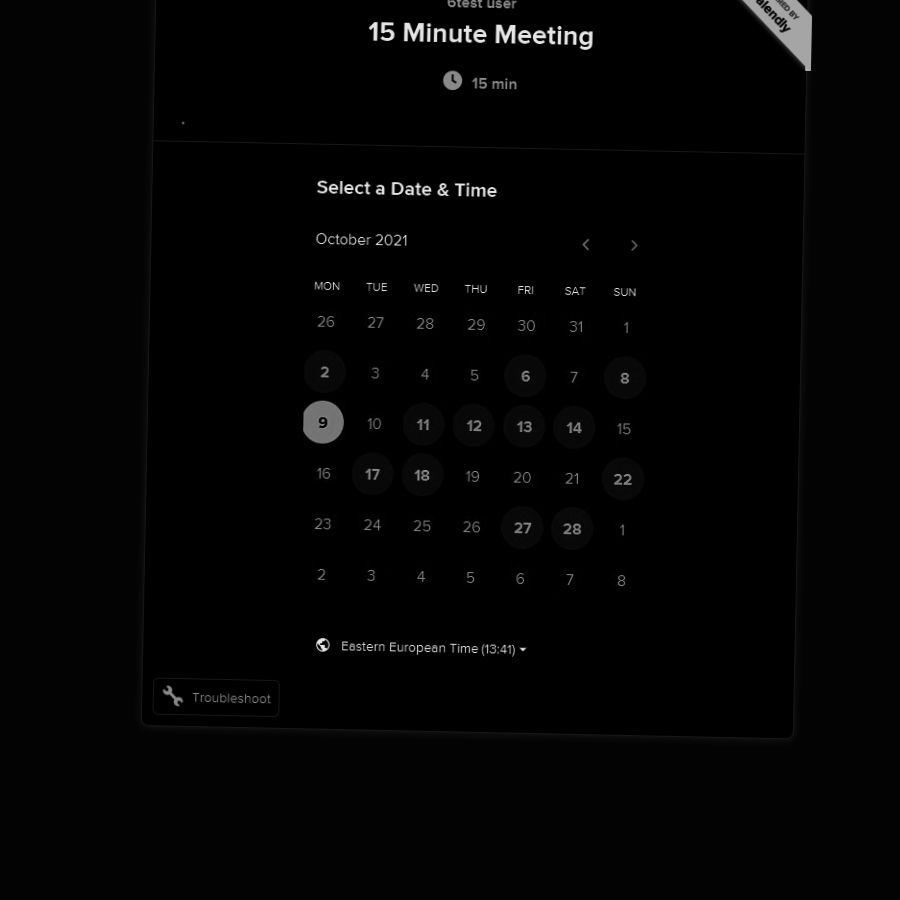 6test user
15 Minute Meeting
15 min
Select a Date & Time
October 2021
MON TUE WED THU FRI SAT SUN
26 27 28 29 30 31 1
2 3 4 5 6 7 8
9 10 11 12 13 14 15
16 17 18 19 20 21 22
23 24 25 26 27 28 1
2 3 4 5 6 7 8
Eastern European Time (13:41)
Troubleshoot